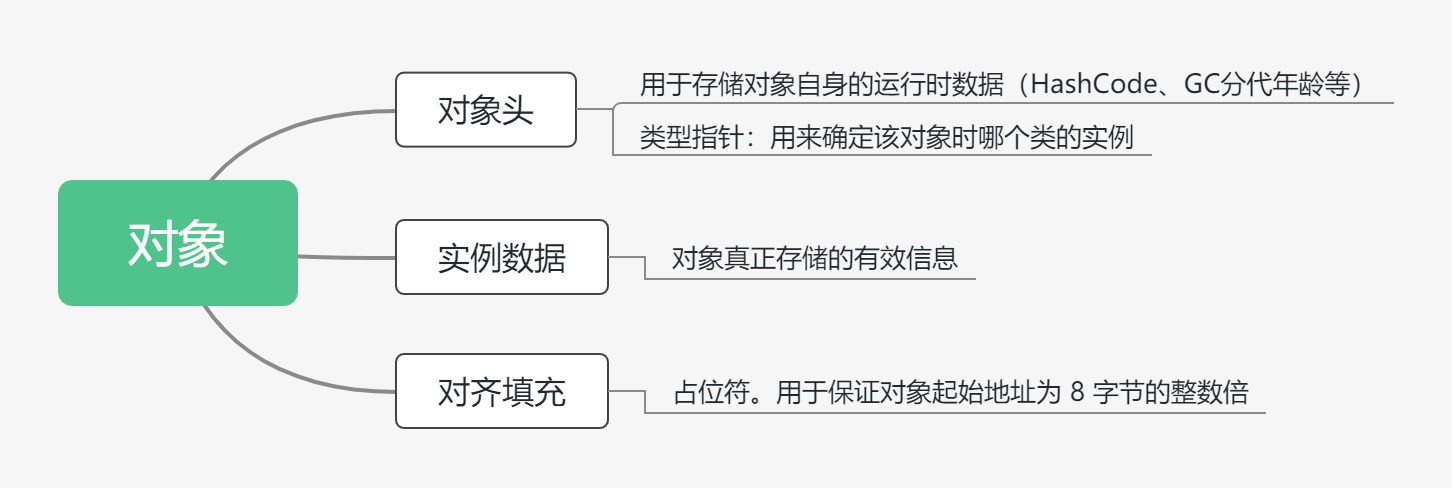 对象
对象头
用于存储对象自身的运行时数据（HashCode、GC分代年龄等）
类型指针：用来确定该对象时哪个类的实例
实例数据
对象真正存储的有效信息
对齐填充
占位符。用于保证对象起始地址为 8 字节的整数倍